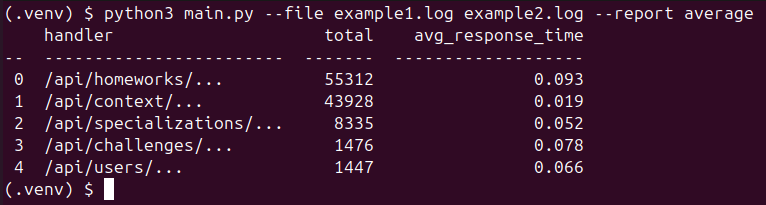 (.venv) $ python3 main.py --file example1.log example2.log --report average
    handler                     total    avg_response_time
--  ------------------------  -------  -------------------
 0  /api/homeworks/...          55312                0.093
 1  /api/context/...            43928                0.019
 2  /api/specializations/...     8335                0.052
 3  /api/challenges/...          1476                0.078
 4  /api/users/...               1447                0.066
(.venv) $